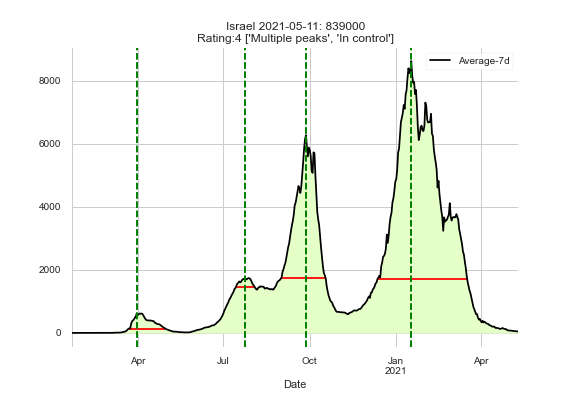 Israel 2021-05-11: 839000
Rating:4 ['Multiple peaks', 'In control']
Average-7d
8000
6000
4000
2000
0
Apr
Jul
Oct
Jan
2021
Apr
Date